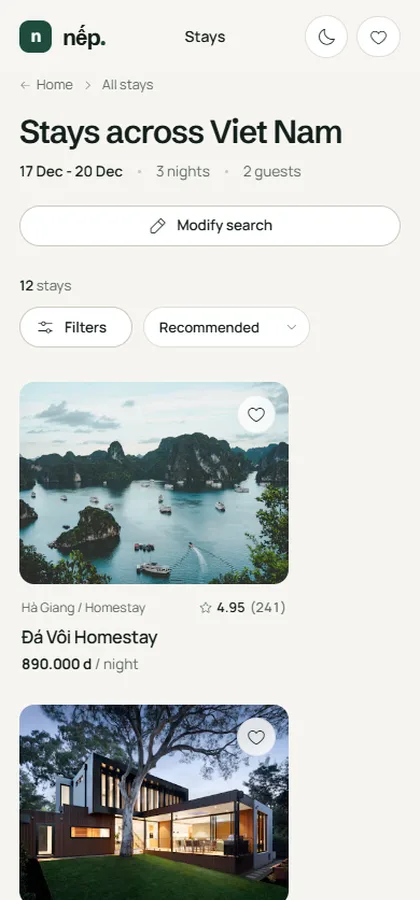 n nếp. Stays
Home All stays
Stays across Viet Nam
17 Dec - 20 Dec • 3 nights • 2 guests
Modify search
12 stays
Filters Recommended
Hà Giang / Homestay 4.95 (241)
Đá Vôi Homestay
890.000 d / night